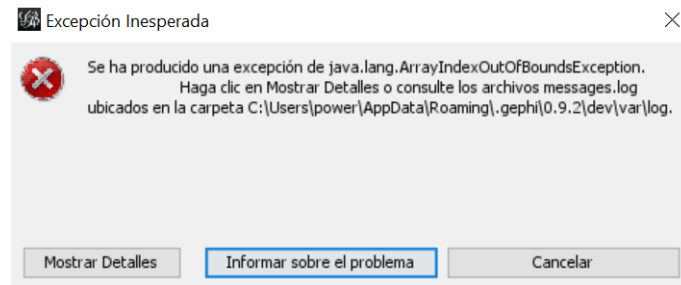 Excepción Inesperada
Se ha producido una excepción de java.lang.ArrayIndexOutOfBoundsException.
Haga clic en Mostrar Detalles o consulte los archivos messages.log
ubicados en la carpeta C:\Users\power\AppData\Roaming\.gephi\0.9.2\dev\var\log.
Mostrar Detalles
Informar sobre el problema
Cancelar